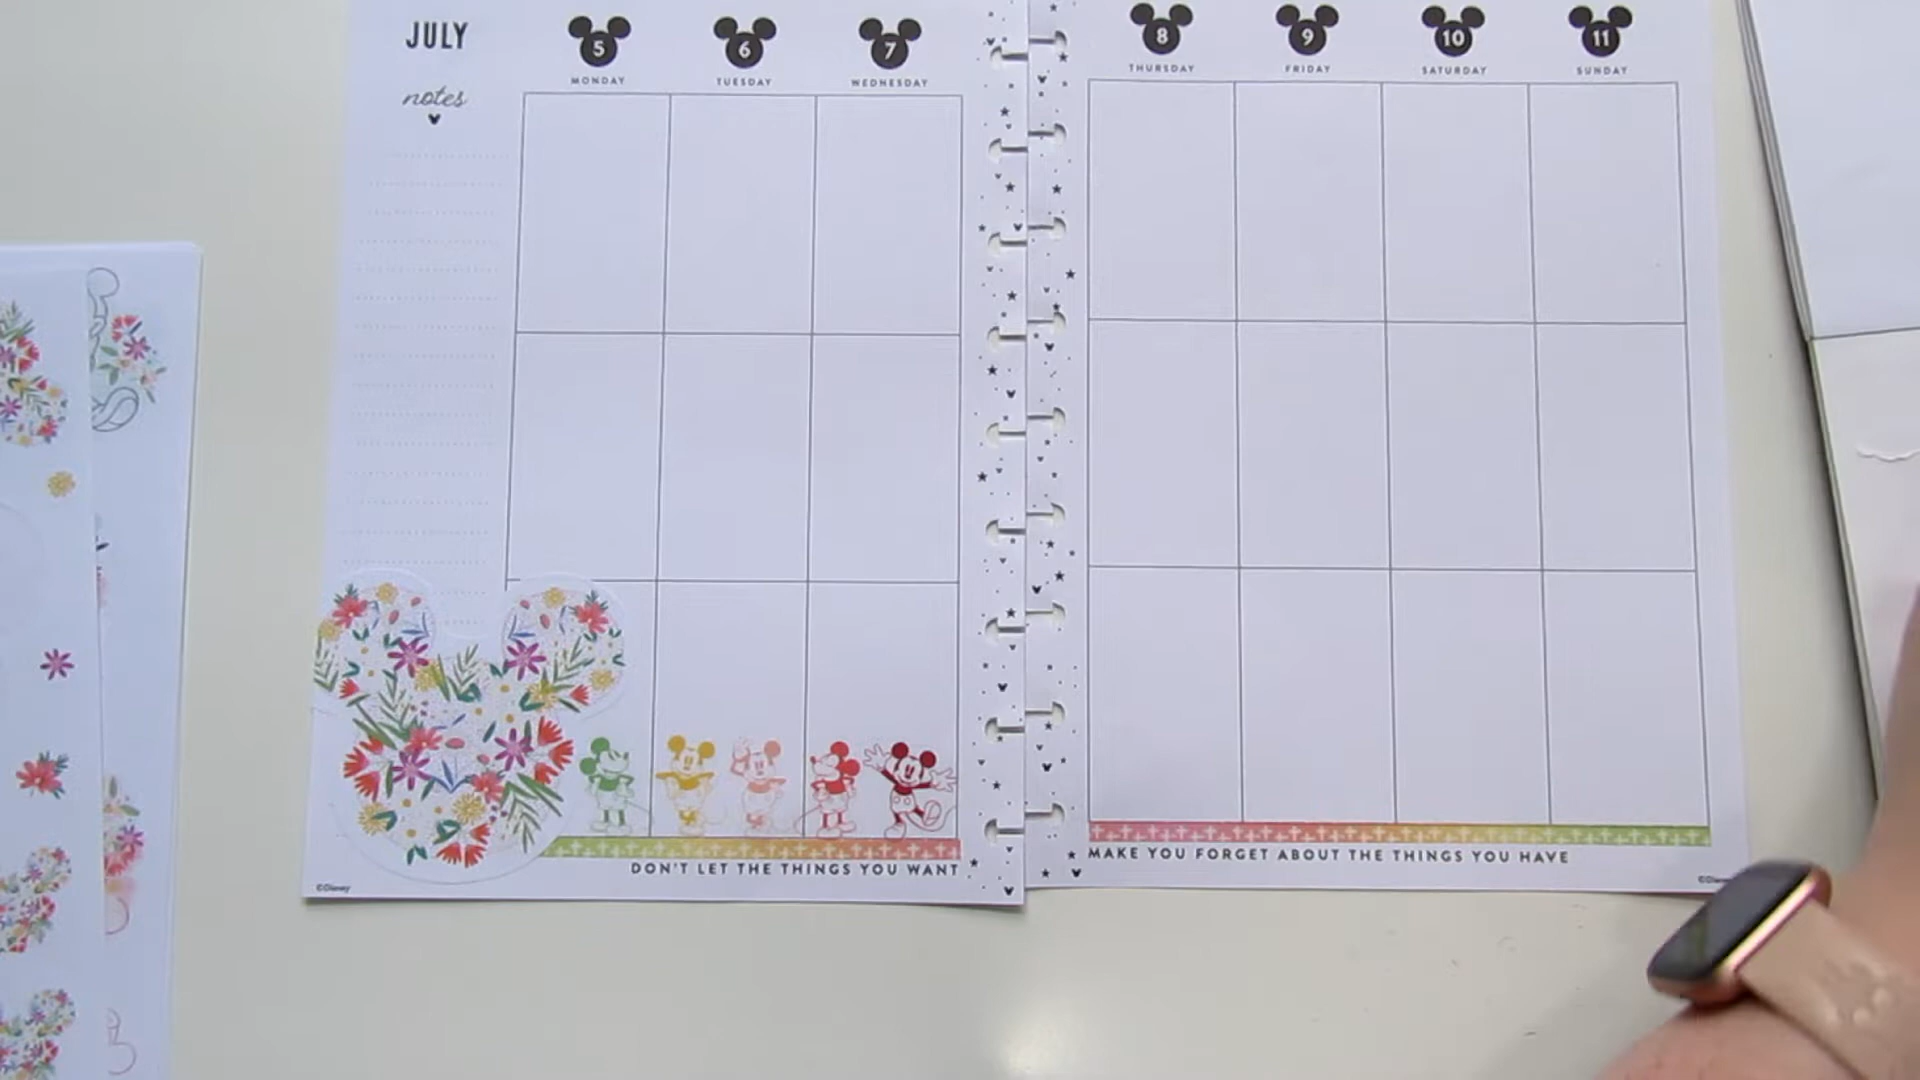 JULY
notes
5
MONDAY
6
TUESDAY
7
WEDNESDAY
8
THURSDAY
9
FRIDAY
10
SATURDAY
11
SUNDAY
DON'T LET THE THINGS YOU WANT
MAKE YOU FORGET ABOUT THE THINGS YOU HAVE
©Disney